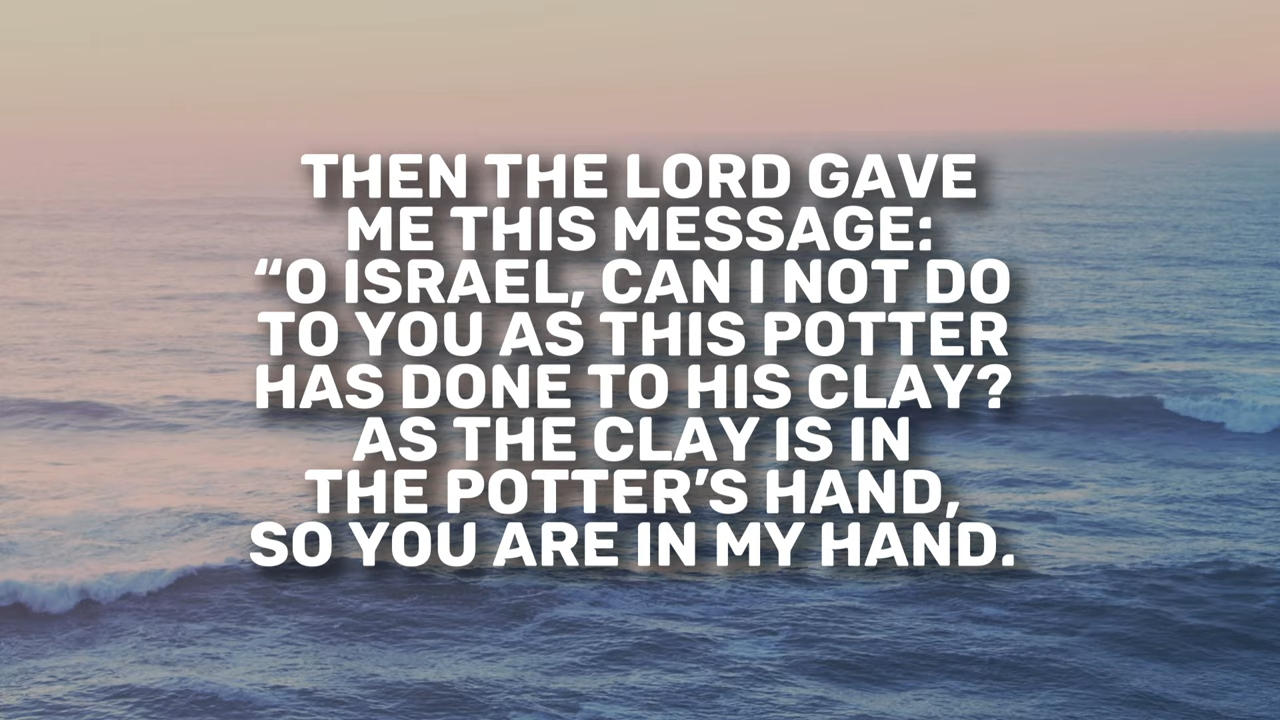 THEN THE LORD GAVE
ME THIS MESSAGE:
“O ISRAEL, CAN I NOT DO
TO YOU AS THIS POTTER
HAS DONE TO HIS CLAY?
AS THE CLAY IS IN
THE POTTER’S HAND,
SO YOU ARE IN MY HAND.